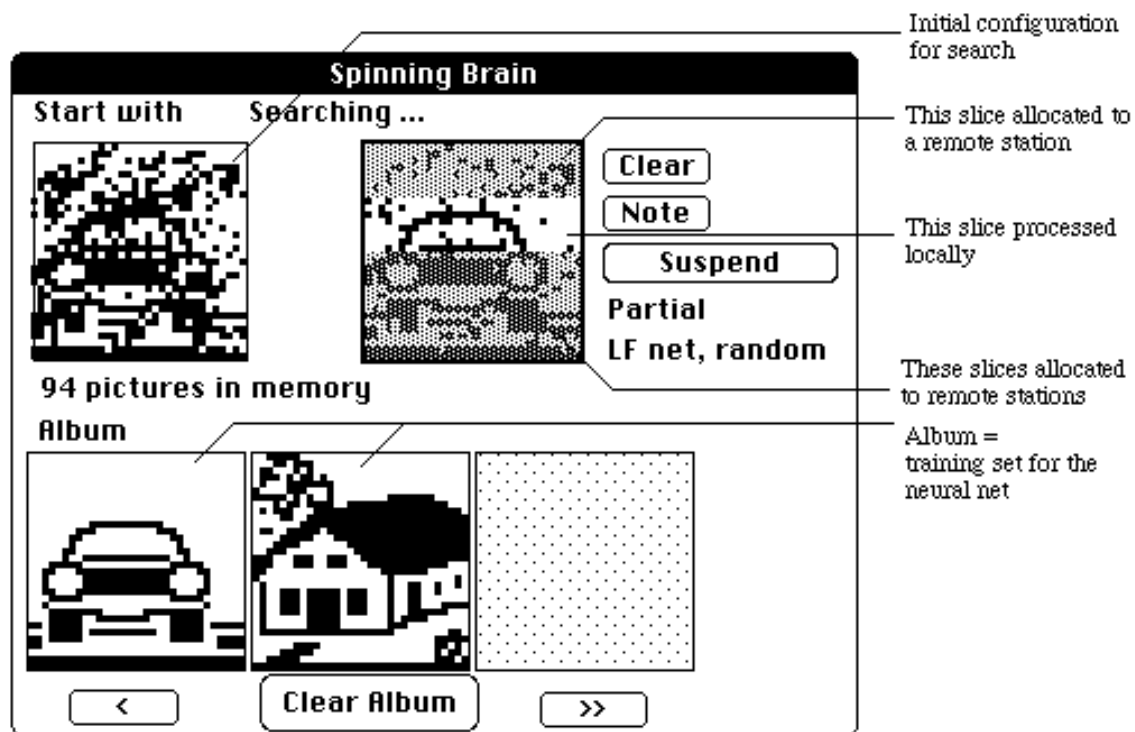 Initial configuration
for search
Spinning Brain
Start with
Searching ...
This slice allocated to
a remote station
Clear
Note
This slice processed
locally
Suspend
Partial
LF net, random
94 pictures in memory
These slices allocated
to remote stations
Album
Album =
training set for the
neural net
<
Clear Album
>>